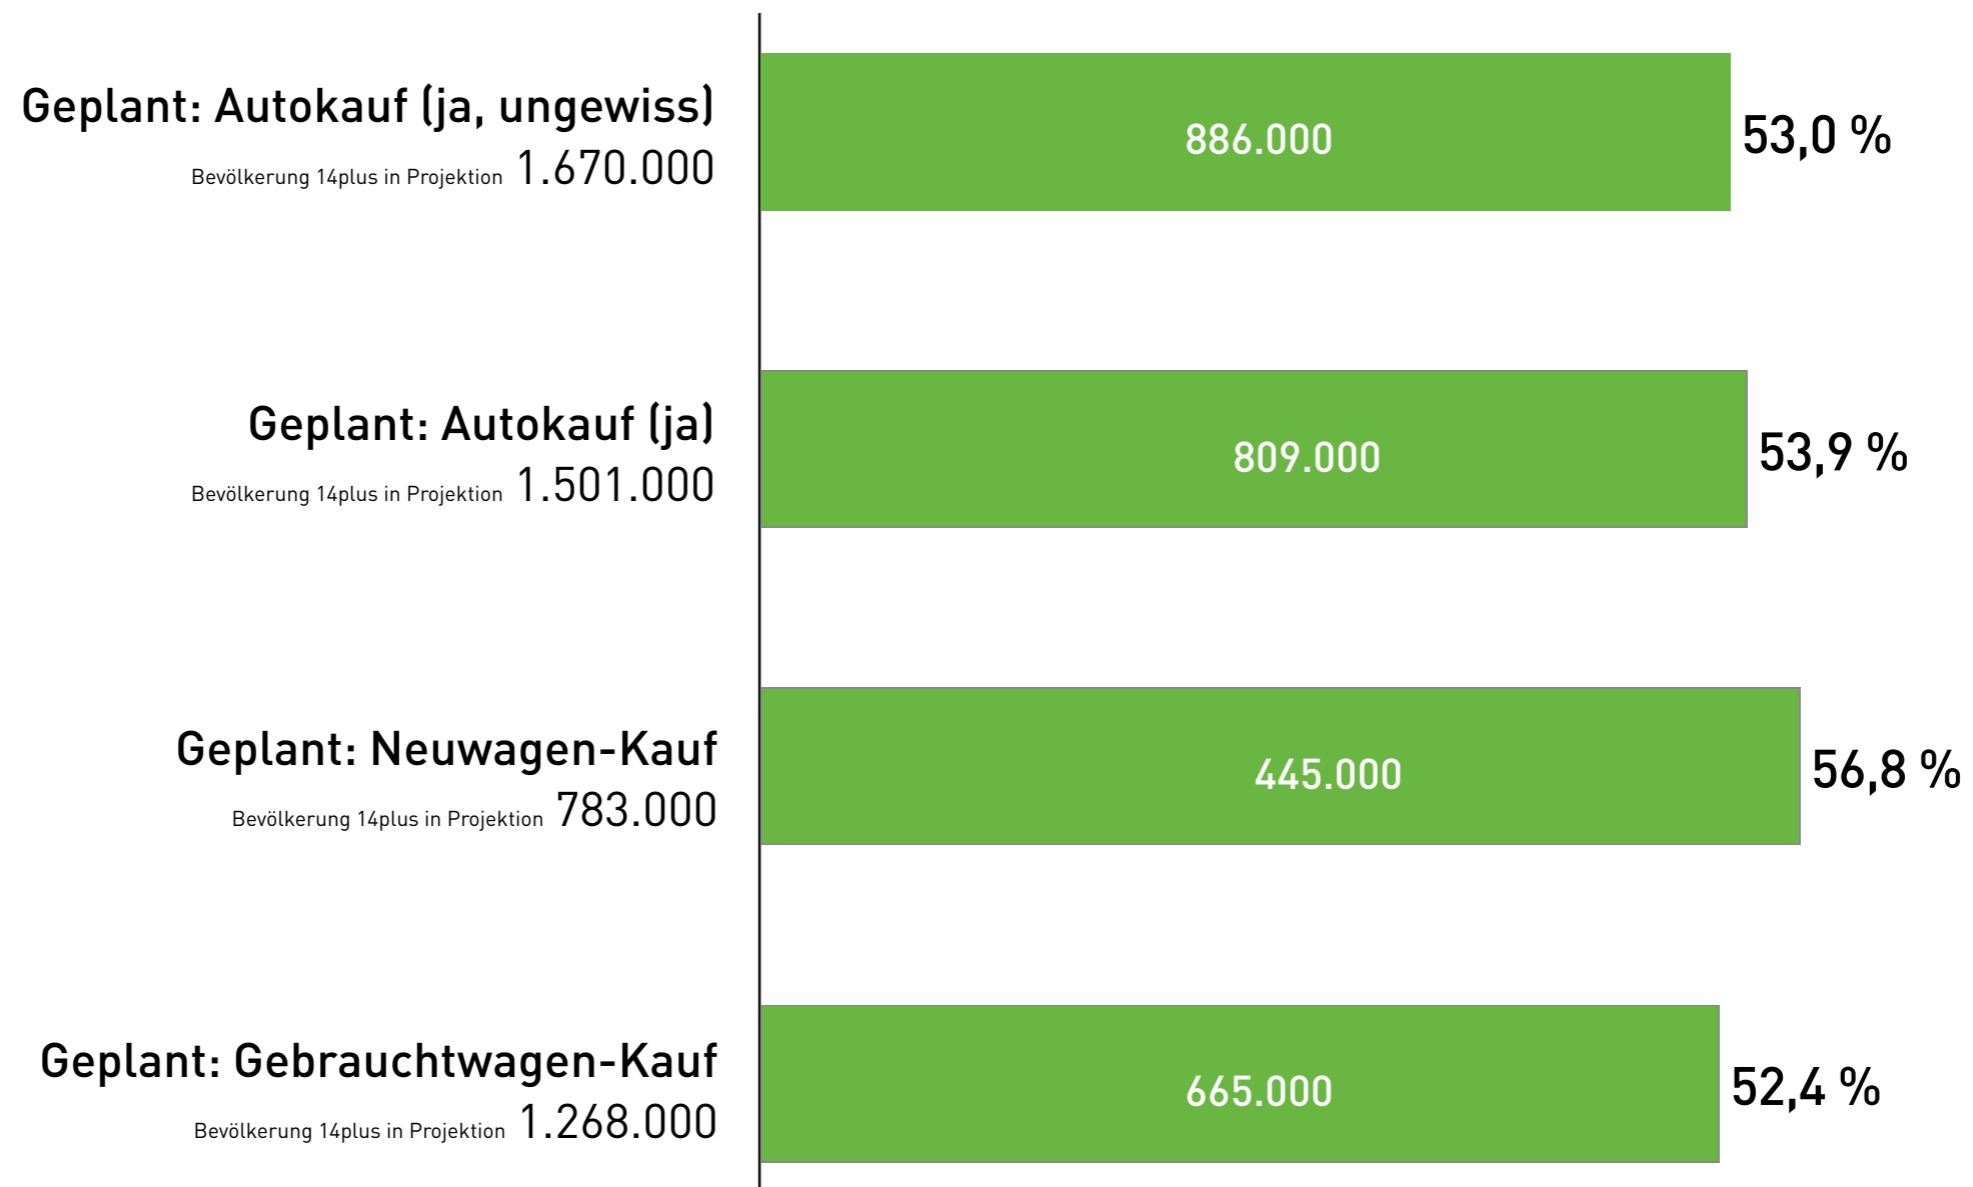 Geplant: Autokauf (ja, ungewiss)
Bevölkerung 14plus in Projektion 1.670.000
886.000
53,0 %
Geplant: Autokauf (ja)
Bevölkerung 14plus in Projektion 1.501.000
809.000
53,9 %
Geplant: Neuwagen-Kauf
Bevölkerung 14plus in Projektion 783.000
445.000
56,8 %
Geplant: Gebrauchtwagen-Kauf
Bevölkerung 14plus in Projektion 1.268.000
665.000
52,4 %